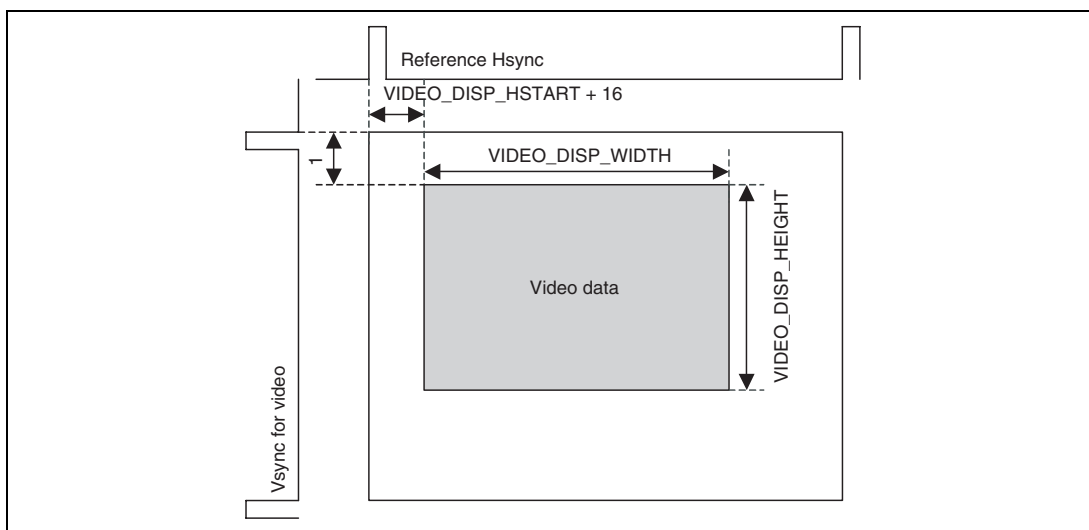 Reference Hsync
VIDEO_DISP_HSTART + 16
1
VIDEO_DISP_WIDTH
VIDEO_DISP_HEIGHT
Video data
Vsync for video